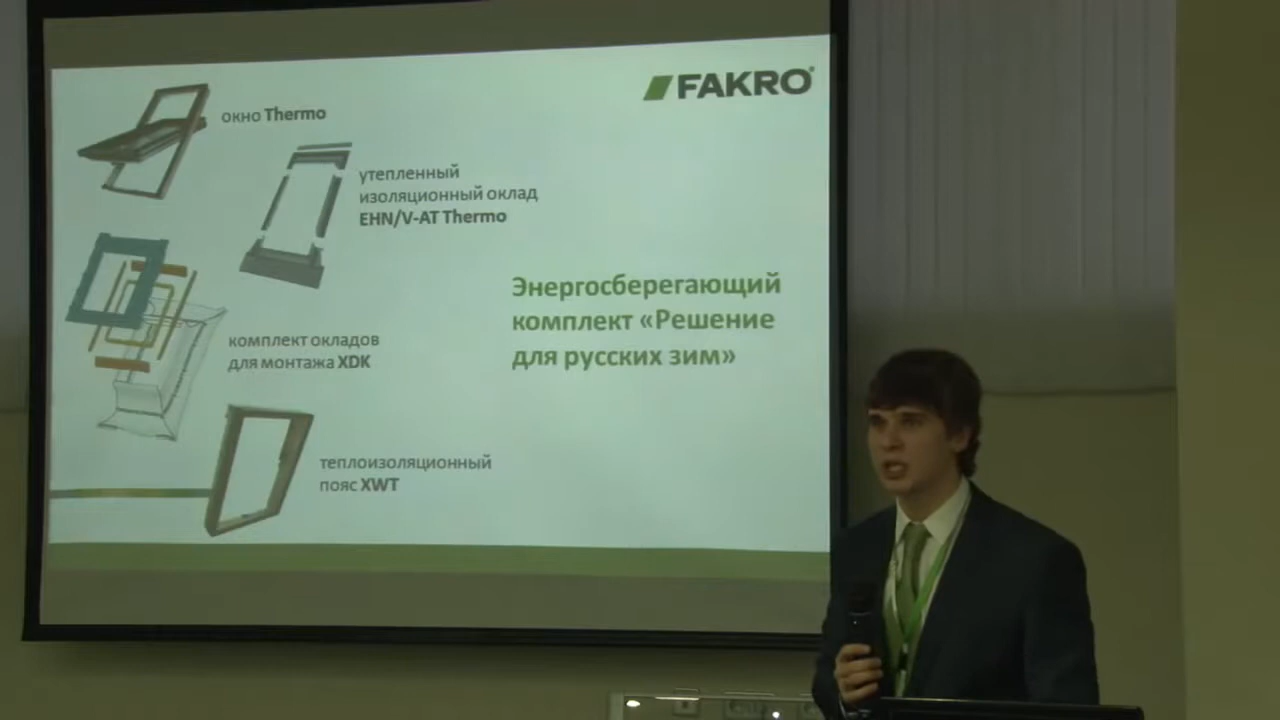 FAKRO
окно Thermo
утепленный
изоляционный оклад
EHN/V-AT Thermo
Энергосберегающий
комплект «Решение
для русских зим»
комплект окладов
для монтажа XDK
теплоизоляционный
пояс XWT